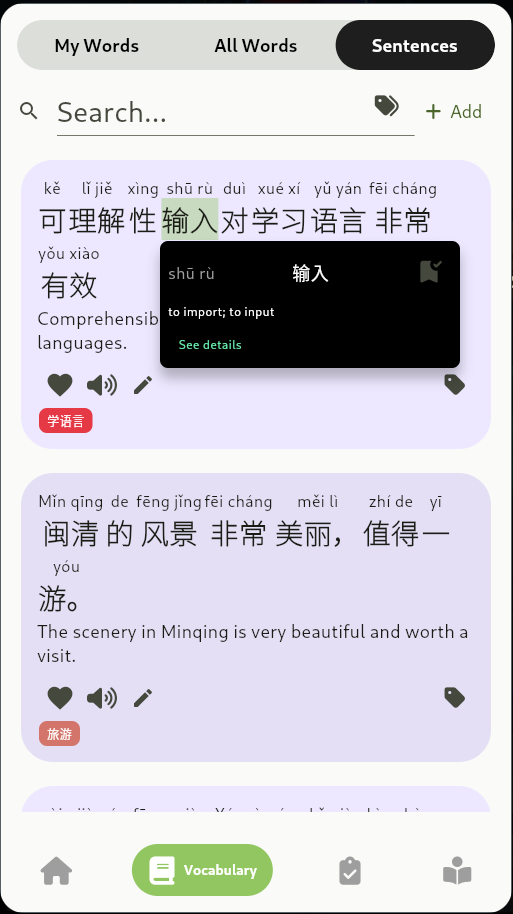 My Words All Words Sentences
Search... + Add
kě lǐ jiě xìng shū rù duì xué xí yǔ yán fēi cháng
可理解性输入对学习语言 非常
yǒu xiào
有效
shū rù 输入
to import; to input
See details
Comprehensib
languages.
学语言
Mǐn qīng de fēng jǐng fēi cháng měi lì zhí de yī
闽清 的 风景 非常 美丽，值得一
yóu
游。
The scenery in Minqing is very beautiful and worth a
visit.
旅游
Vocabulary